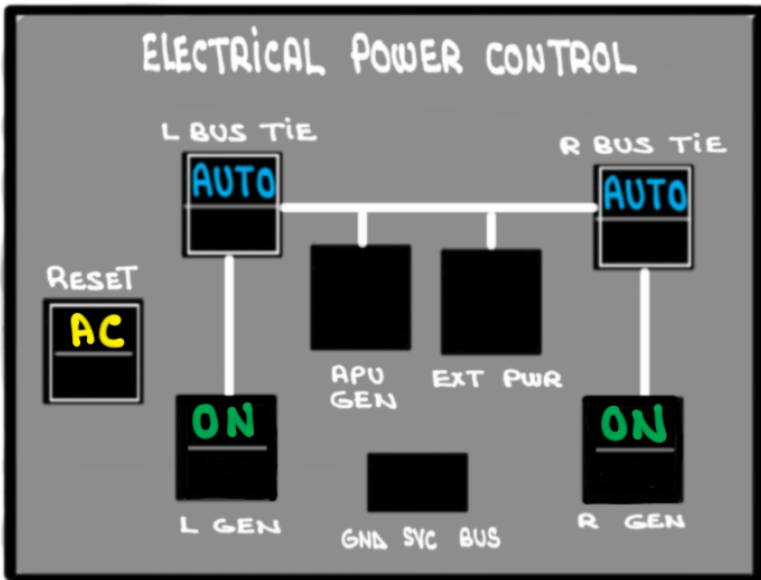 ELECTRICAL POWER CONTROL
L BUS TIE
R BUS TIE
AUTO
AUTO
RESET
AC
APU
GEN
EXT PWR
ON
ON
L GEN
GND SVC BUS
R GEN